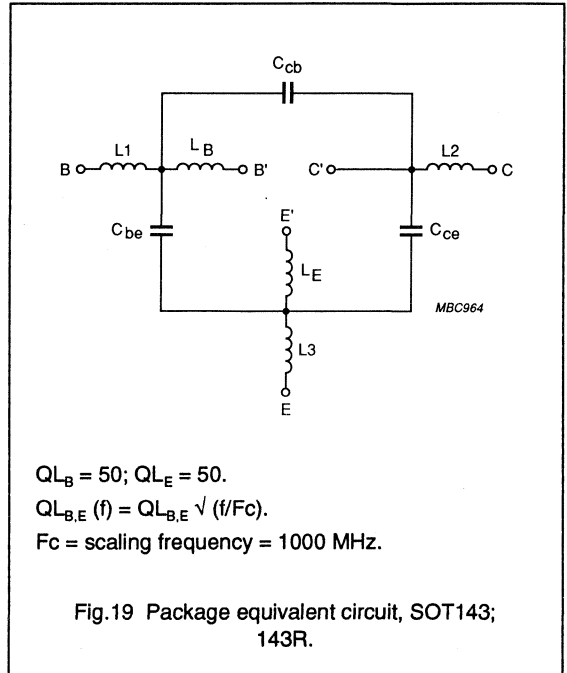 C_cb
L1
L_B
L2
B
B'
C'
C
C_be
E'
C_ce
L_E
MBC964
L3
E
QL_B = 50; QL_E = 50.
QL_B,E (f) = QL_B,E √ (f/Fc).
Fc = scaling frequency = 1000 MHz.
Fig.19 Package equivalent circuit, SOT143;
143R.